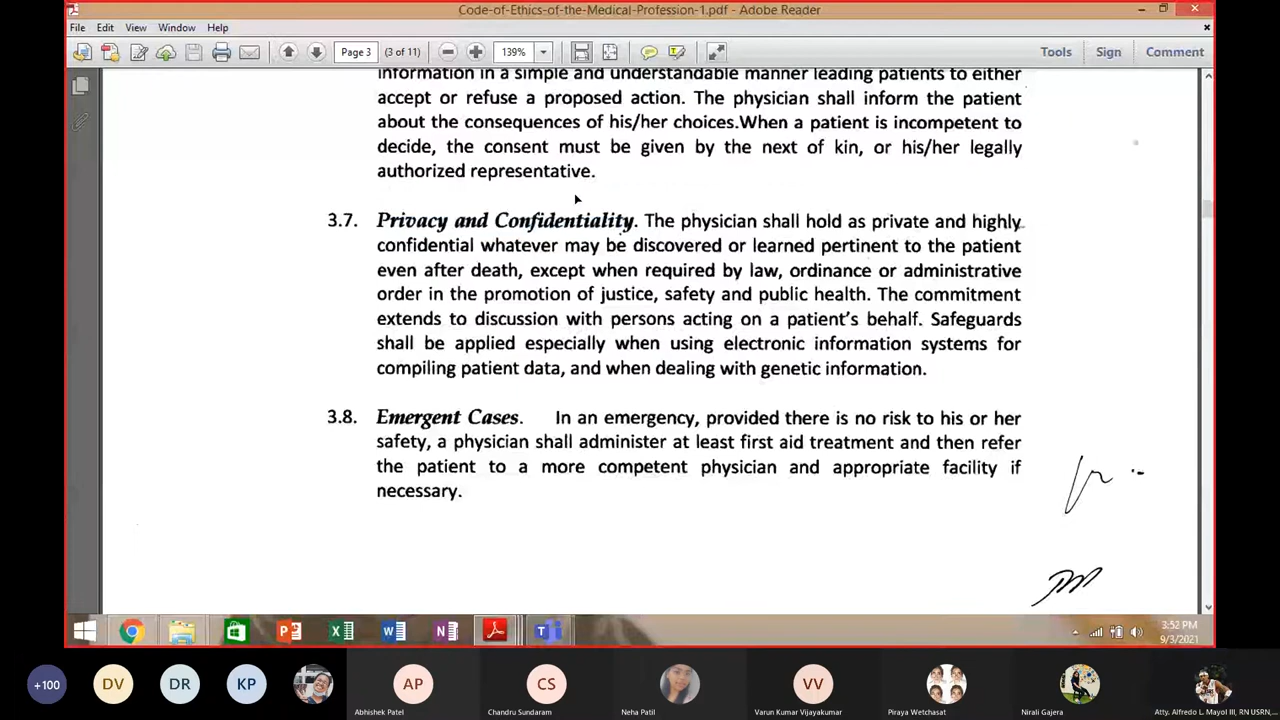 Code-of-Ethics-of-the-Medical-Profession-1.pdf - Adobe Reader
File Edit View Window Help
Page 3 (3 of 11) 139% Tools Sign Comment
information in a simple and understandable manner leading patients to either
accept or refuse a proposed action. The physician shall inform the patient
about the consequences of his/her choices.When a patient is incompetent to
decide, the consent must be given by the next of kin, or his/her legally
authorized representative.
3.7. Privacy and Confidentiality. The physician shall hold as private and highly
confidential whatever may be discovered or learned pertinent to the patient
even after death, except when required by law, ordinance or administrative
order in the promotion of justice, safety and public health. The commitment
extends to discussion with persons acting on a patient's behalf. Safeguards
shall be applied especially when using electronic information systems for
compiling patient data, and when dealing with genetic information.
3.8. Emergent Cases. In an emergency, provided there is no risk to his or her
safety, a physician shall administer at least first aid treatment and then refer
the patient to a more competent physician and appropriate facility if
necessary.
3:52 PM
9/3/2021
+100 DV DR KP AP CS VV
Abhishek Patel Chandru Sundaram Neha Patil Varun Kumar Vijayakumar Piraya Wetchasat Nirali Gajera Atty. Alfredo L. Mayol III, RN USRN,...